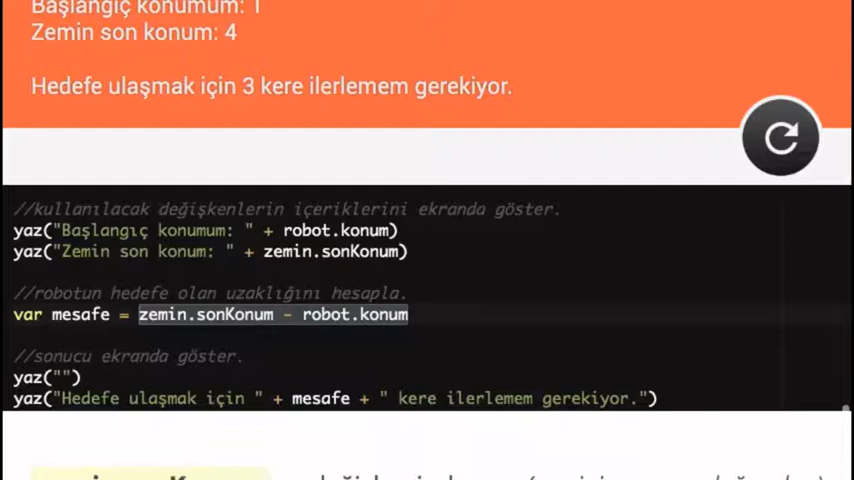 Başlangıç konumum: 1
Zemin son konum: 4
Hedefe ulaşmak için 3 kere ilerlemem gerekiyor.
//kullanılacak değişkenlerin içeriklerini ekranda göster.
yaz("Başlangıç konumum: " + robot.konum)
yaz("Zemin son konum: " + zemin.sonKonum)
//robotun hedefe olan uzaklığını hesapla.
var mesafe = zemin.sonKonum - robot.konum
//sonucu ekranda göster.
yaz("")
yaz("Hedefe ulaşmak için " + mesafe + " kere ilerlemem gerekiyor.")